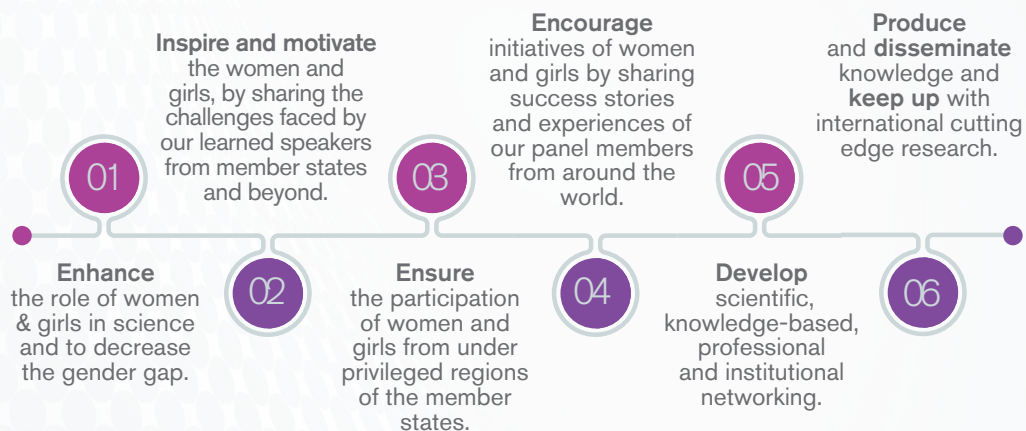 01
Enhance
the role of women
& girls in science
and to decrease
the gender gap.
02
Inspire and motivate
the women and
girls, by sharing the
challenges faced by
our learned speakers
from member states
and beyond.
03
Ensure
the participation
of women and
girls from under
privileged regions
of the member
states.
04
Encourage
initiatives of women
and girls by sharing
success stories
and experiences of
our panel members
from around the
world.
05
Develop
scientific,
knowledge-based,
professional
and institutional
networking.
06
Produce
and disseminate
knowledge and
keep up with
international cutting
edge research.